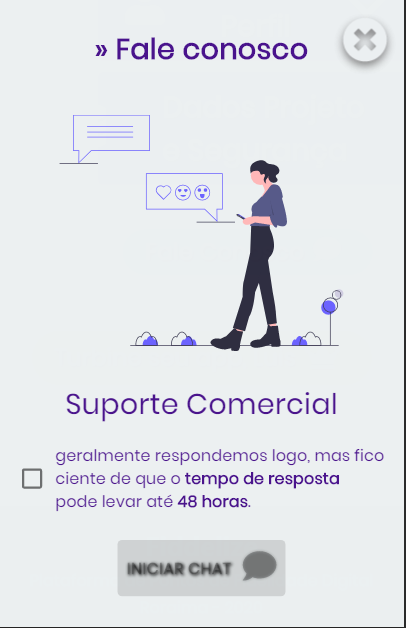 » Fale conosco
Suporte Comercial
geralmente respondemos logo, mas fico
ciente de que o tempo de resposta
pode levar até 48 horas.
INICIAR CHAT